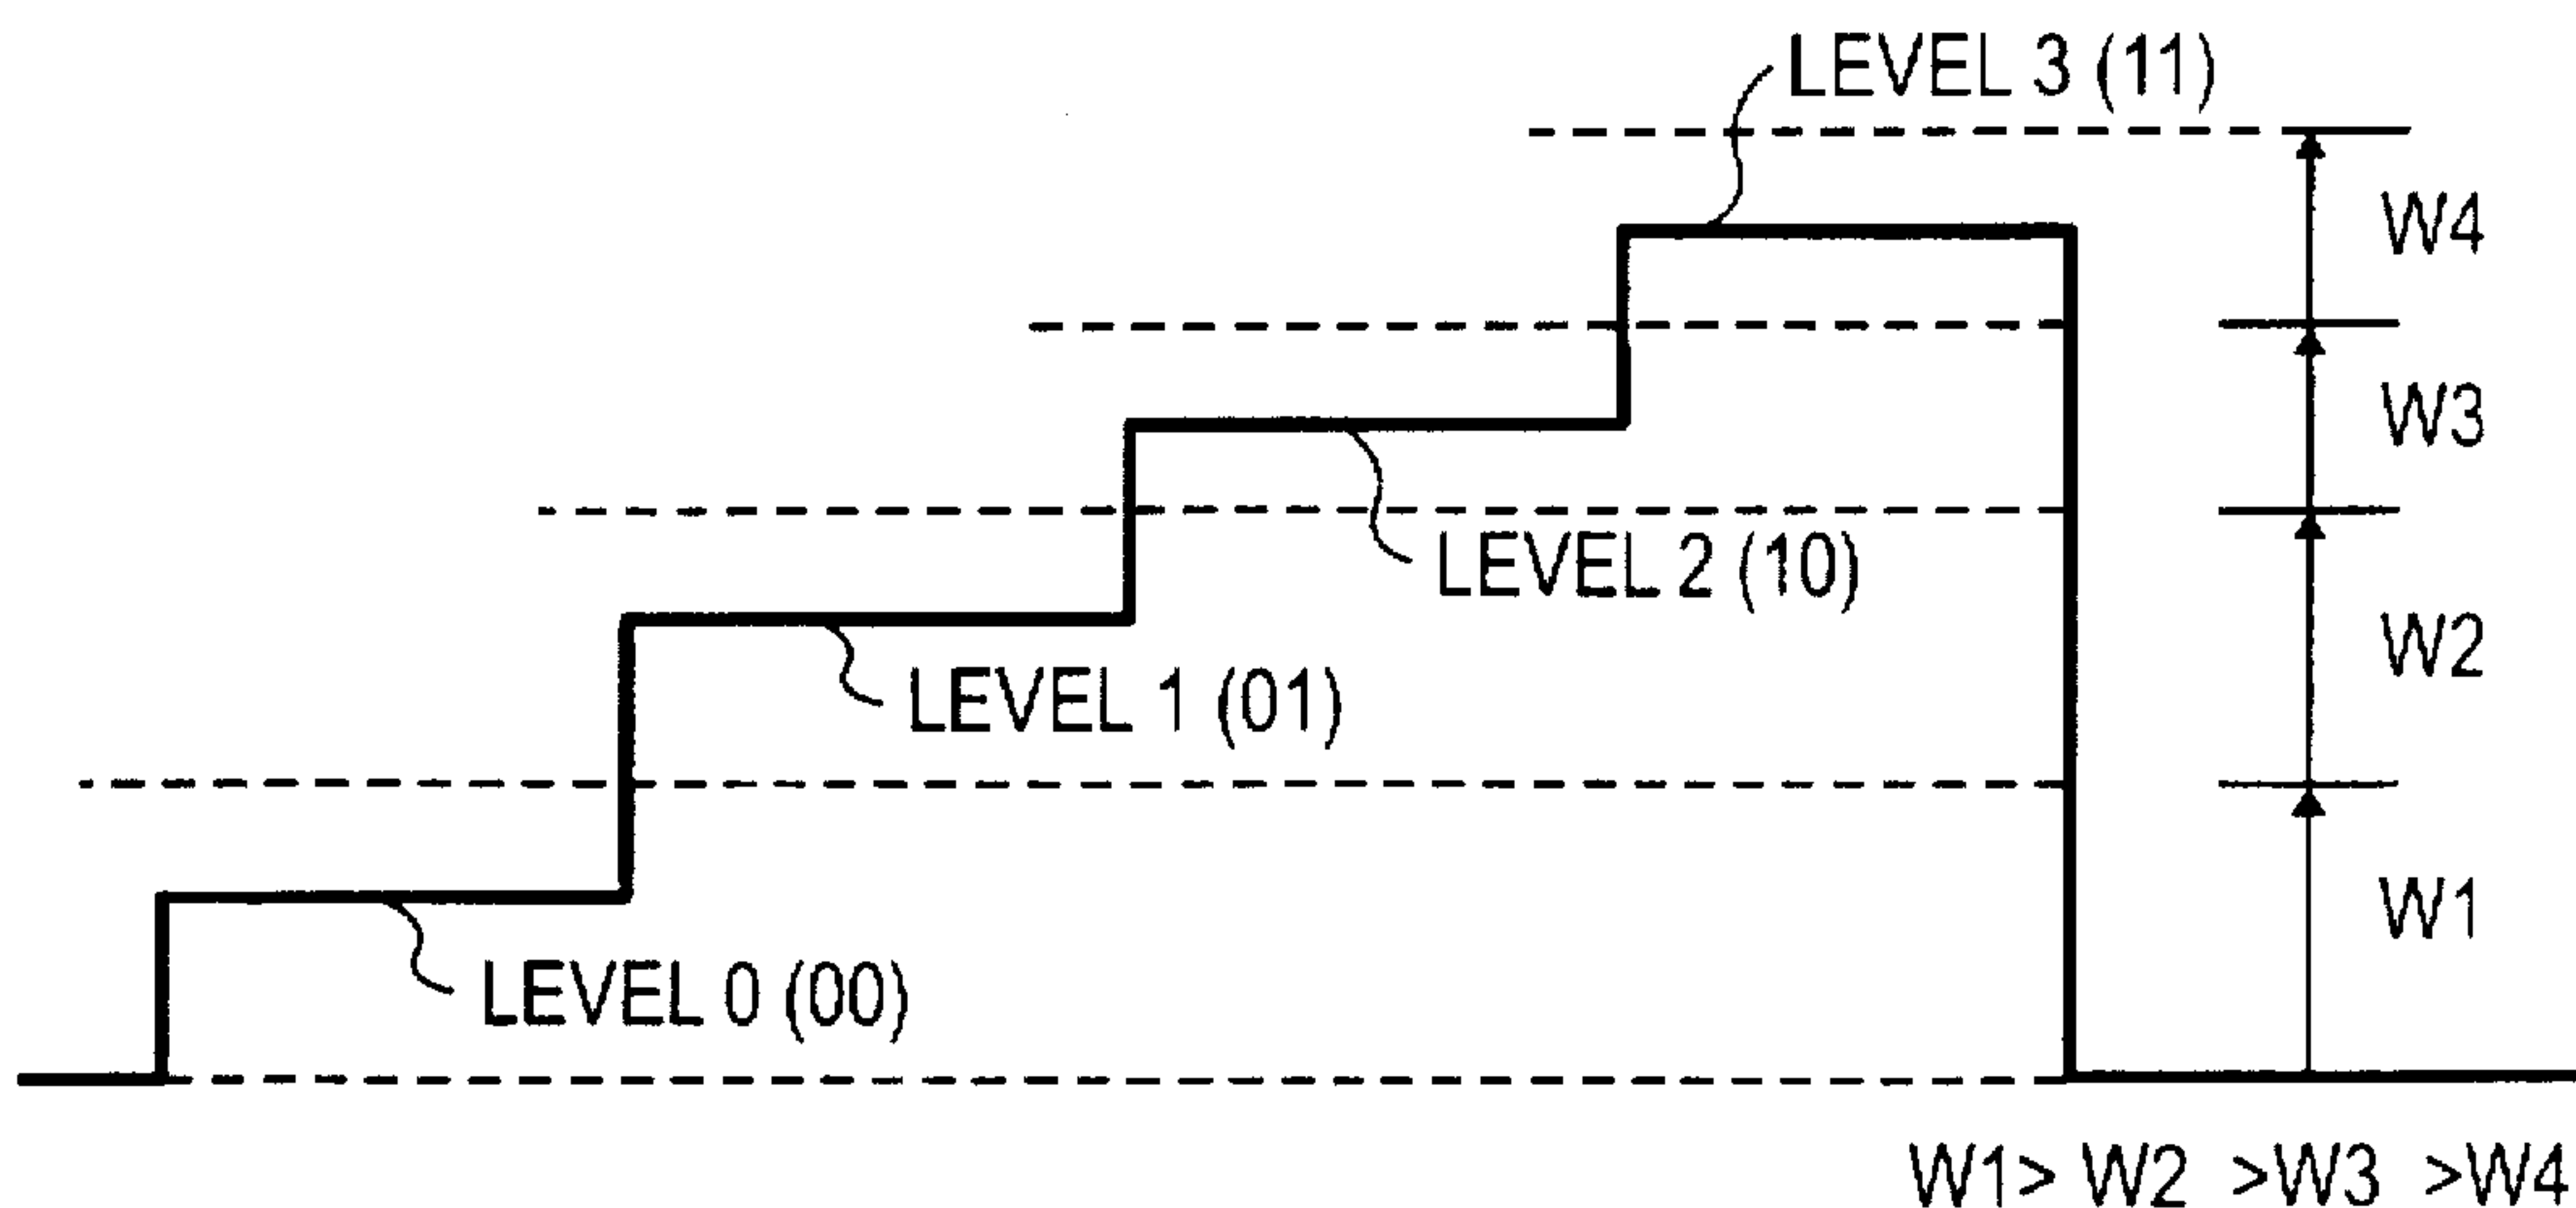 LEVEL 3 (11)
W4
W3
LEVEL 2 (10)
W2
LEVEL 1 (01)
W1
LEVEL 0 (00)
W1> W2 >W3 >W4